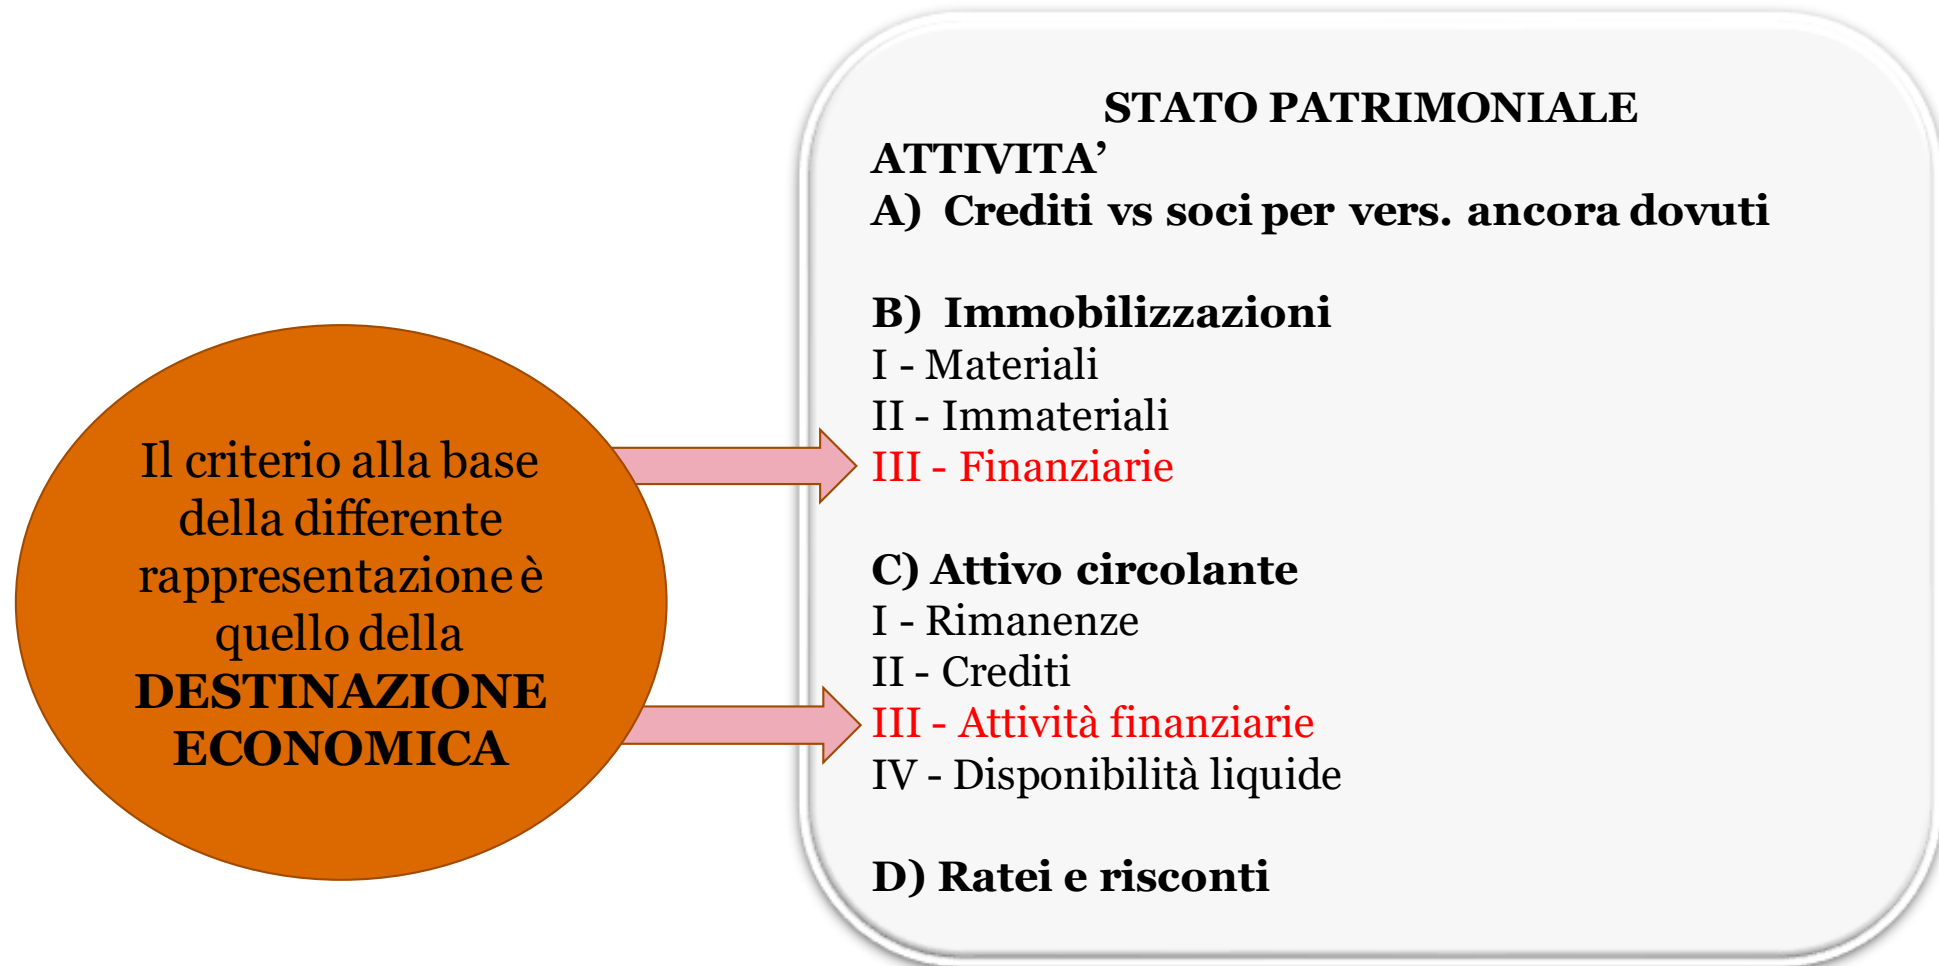 Il criterio alla base
della differente
rappresentazione è
quello della
DESTINAZIONE
ECONOMICA
STATO PATRIMONIALE
ATTIVITA’
A) Crediti vs soci per vers. ancora dovuti
B) Immobilizzazioni
I - Materiali
II - Immateriali
III - Finanziarie
C) Attivo circolante
I - Rimanenze
II - Crediti
III - Attività finanziarie
IV - Disponibilità liquide
D) Ratei e risconti